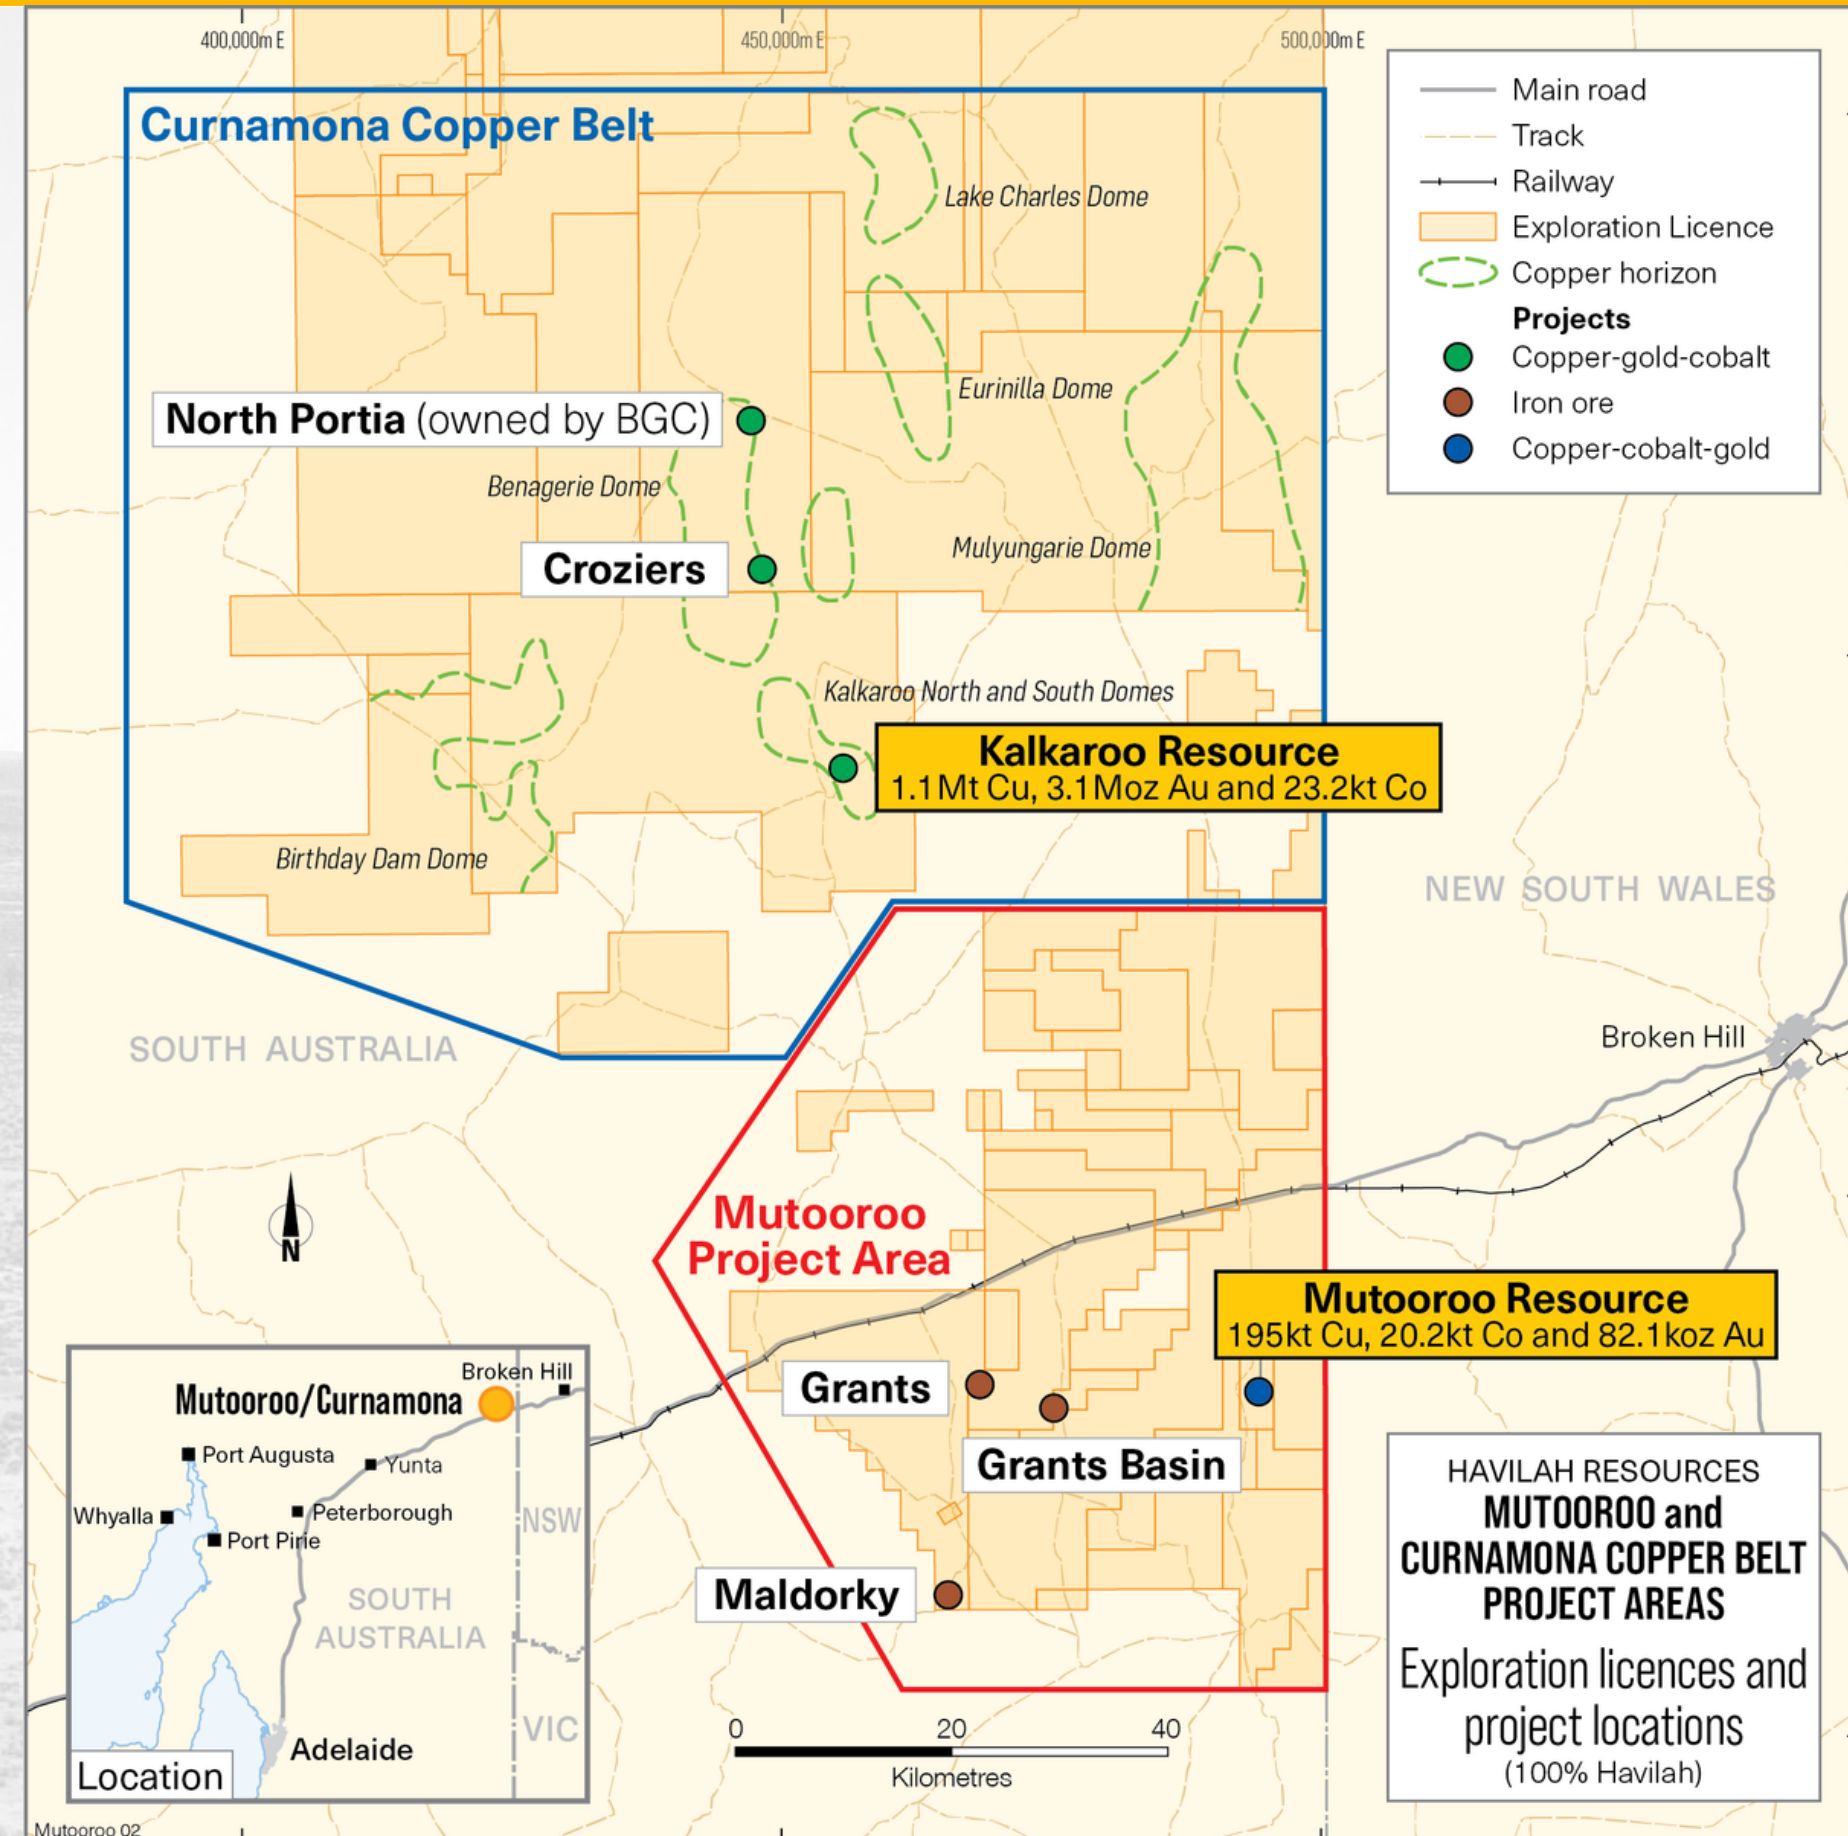 400,000m E
450,000m E
500,000m E
Curnamona Copper Belt
Main road
Track
Railway
Exploration Licence
Copper horizon
Projects
Copper-gold-cobalt
Iron ore
Copper-cobalt-gold
Lake Charles Dome
Eurinilla Dome
North Portia (owned by BGC)
Benagerie Dome
Mulyungarie Dome
Croziers
Kalkaroo North and South Domes
Kalkaroo Resource
1.1Mt Cu, 3.1Moz Au and 23.2kt Co
Birthday Dam Dome
NEW SOUTH WALES
SOUTH AUSTRALIA
Broken Hill
N
Mutooroo
Project Area
Mutooroo Resource
195kt Cu, 20.2kt Co and 82.1koz Au
Grants
Grants Basin
Maldorky
Broken Hill
Mutooroo/Curnamona
Port Augusta
Yunta
Whyalla
Peterborough
Port Pirie
NSW
SOUTH
AUSTRALIA
VIC
Adelaide
Location
0 20 40
Kilometres
HAVILAH RESOURCES
MUTOOROO and
CURNAMONA COPPER BELT
PROJECT AREAS
Exploration licences and
project locations
(100% Havilah)
Mutooroo 02